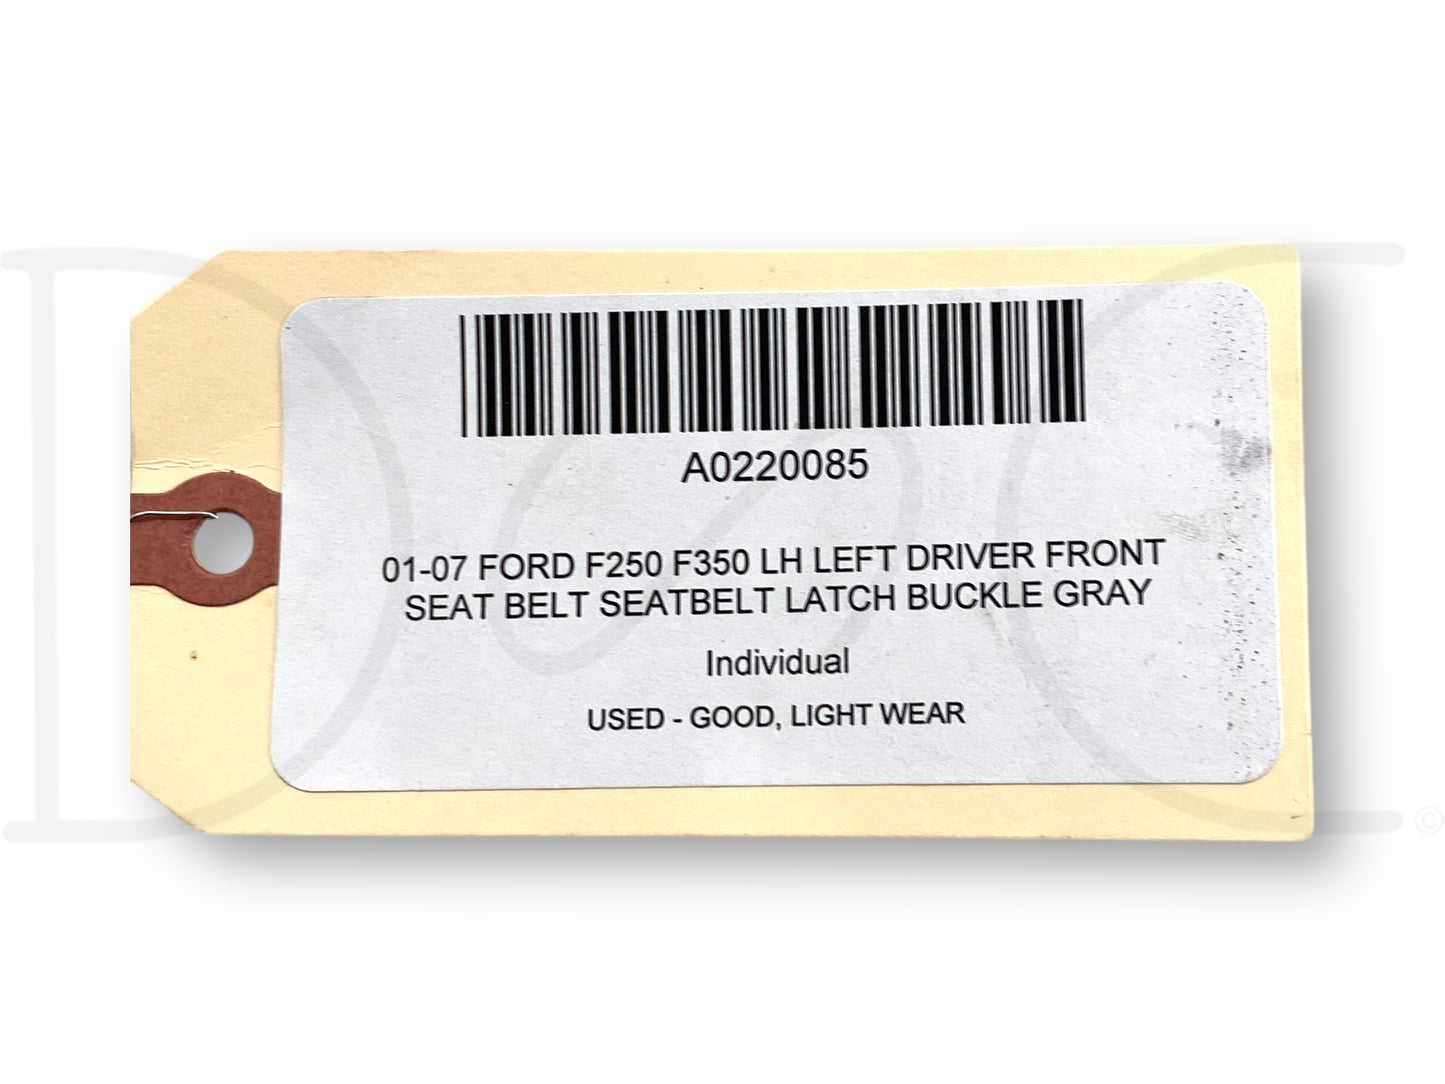 A0220085
01-07 FORD F250 F350 LH LEFT DRIVER FRONT
SEAT BELT SEATBELT LATCH BUCKLE GRAY
Individual
USED - GOOD, LIGHT WEAR
©